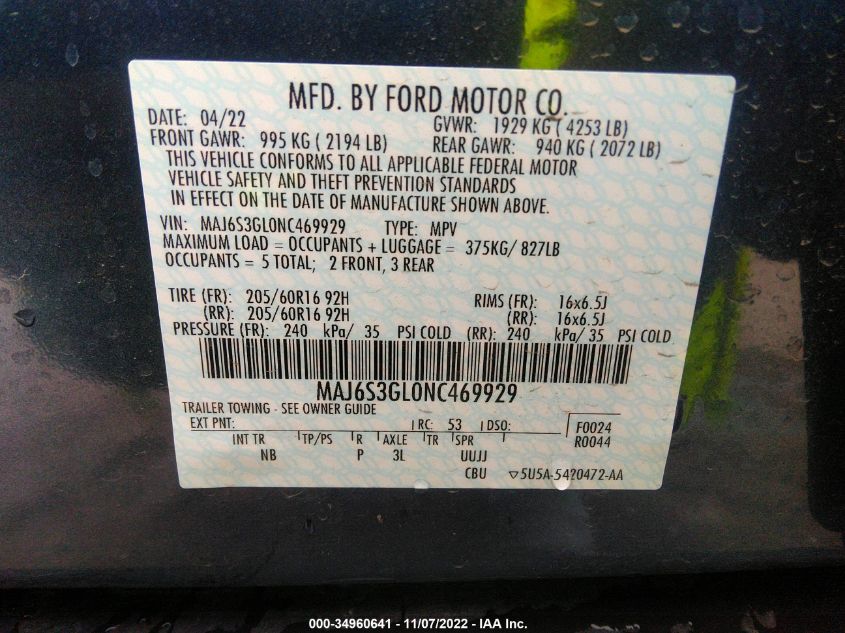 MFD. BY FORD MOTOR CO.
DATE: 04/22 GVWR: 1929 KG ( 4253 LB)
FRONT GAWR: 995 KG ( 2194 LB) REAR GAWR: 940 KG ( 2072 LB)
THIS VEHICLE CONFORMS TO ALL APPLICABLE FEDERAL MOTOR
VEHICLE SAFETY AND THEFT PREVENTION STANDARDS
IN EFFECT ON THE DATE OF MANUFACTURE SHOWN ABOVE.
VIN: MAJ6S3GL0NC469929 TYPE: MPV
MAXIMUM LOAD = OCCUPANTS + LUGGAGE = 375KG/ 827LB
OCCUPANTS = 5 TOTAL; 2 FRONT, 3 REAR
TIRE (FR): 205/60R16 92H RIMS (FR): 16x6.5J
(RR): 205/60R16 92H (RR): 16x6.5J
PRESSURE (FR): 240 kPa/ 35 PSI COLD (RR): 240 kPa/ 35 PSI COLD
MAJ6S3GL0NC469929
TRAILER TOWING - SEE OWNER GUIDE
EXT PNT: RC: 53 DSO: F0024
R0044
INT TR TP/PS R AXLE TR SPR
NB P 3L UUJJ
CBU ▽5U5A-5420472-AA
000-34960641 - 11/07/2022 - IAA Inc.